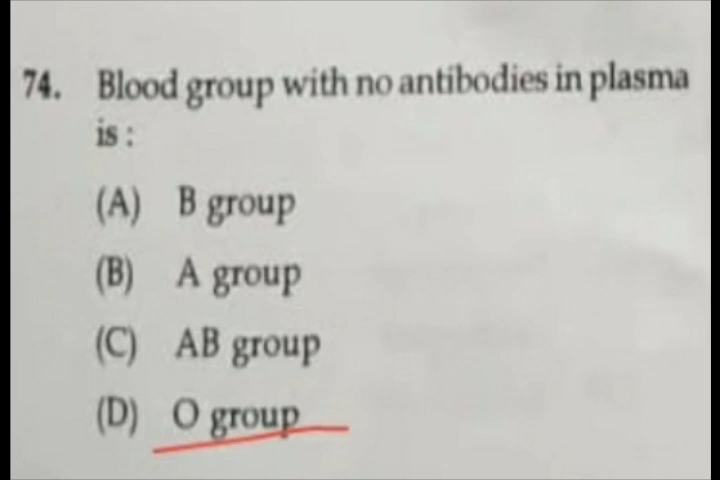 74. Blood group with no antibodies in plasma
is :
(A) B group
(B) A group
(C) AB group
(D) O group